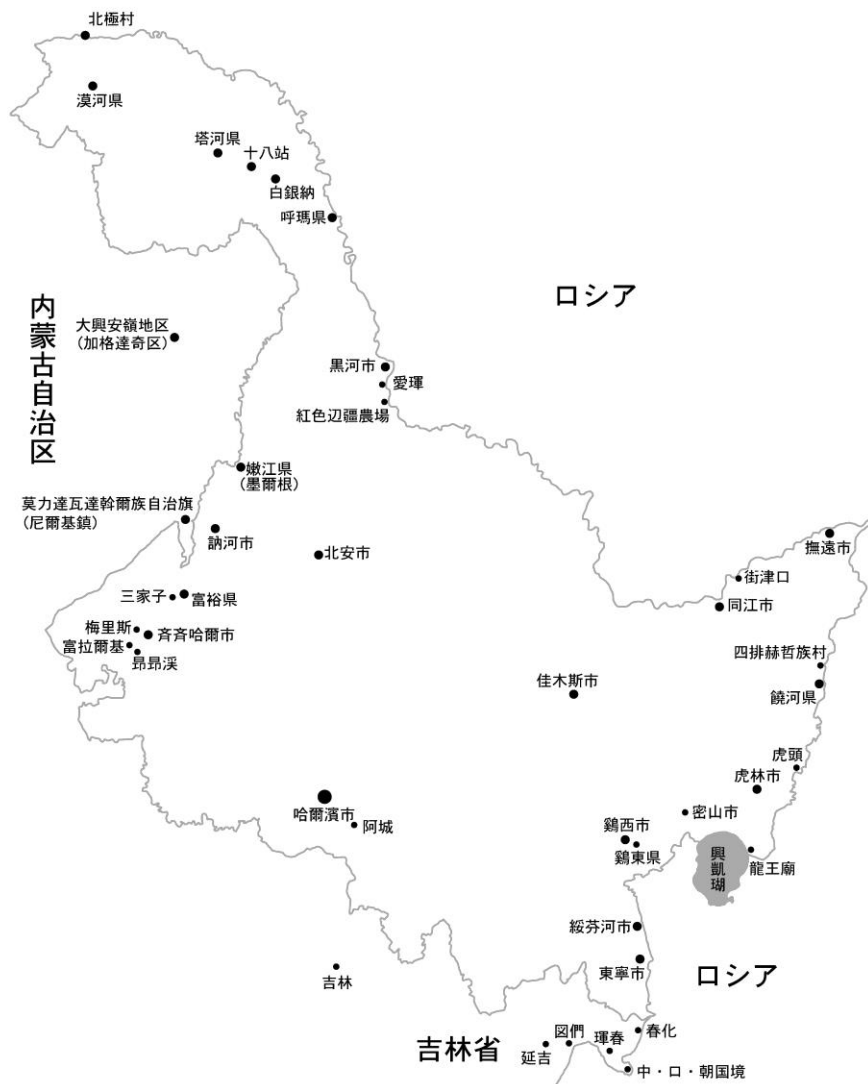 北極村
漠河県
塔河県
十八站
白銀納
呼瑪県
ロシア
内蒙古自治区
大興安嶺地区
(加格達奇区)
黒河市
愛琿
紅色辺疆農場
嫩江県
(墨爾根)
莫力達瓦達斡爾族自治旗
(尼爾基鎮)
訥河市
北安市
撫遠市
街津口
同江市
三家子
富裕県
梅里斯
斉斉哈爾市
富拉爾基
昂昂渓
四排赫哲族村
饒河県
佳木斯市
虎頭
虎林市
哈爾濱市
阿城
密山市
鷄西市
鷄東県
興凱瑚
龍王廟
綏芬河市
東寧市
吉林
ロシア
吉林省
延吉
図們
琿春
春化
中・ロ・朝国境